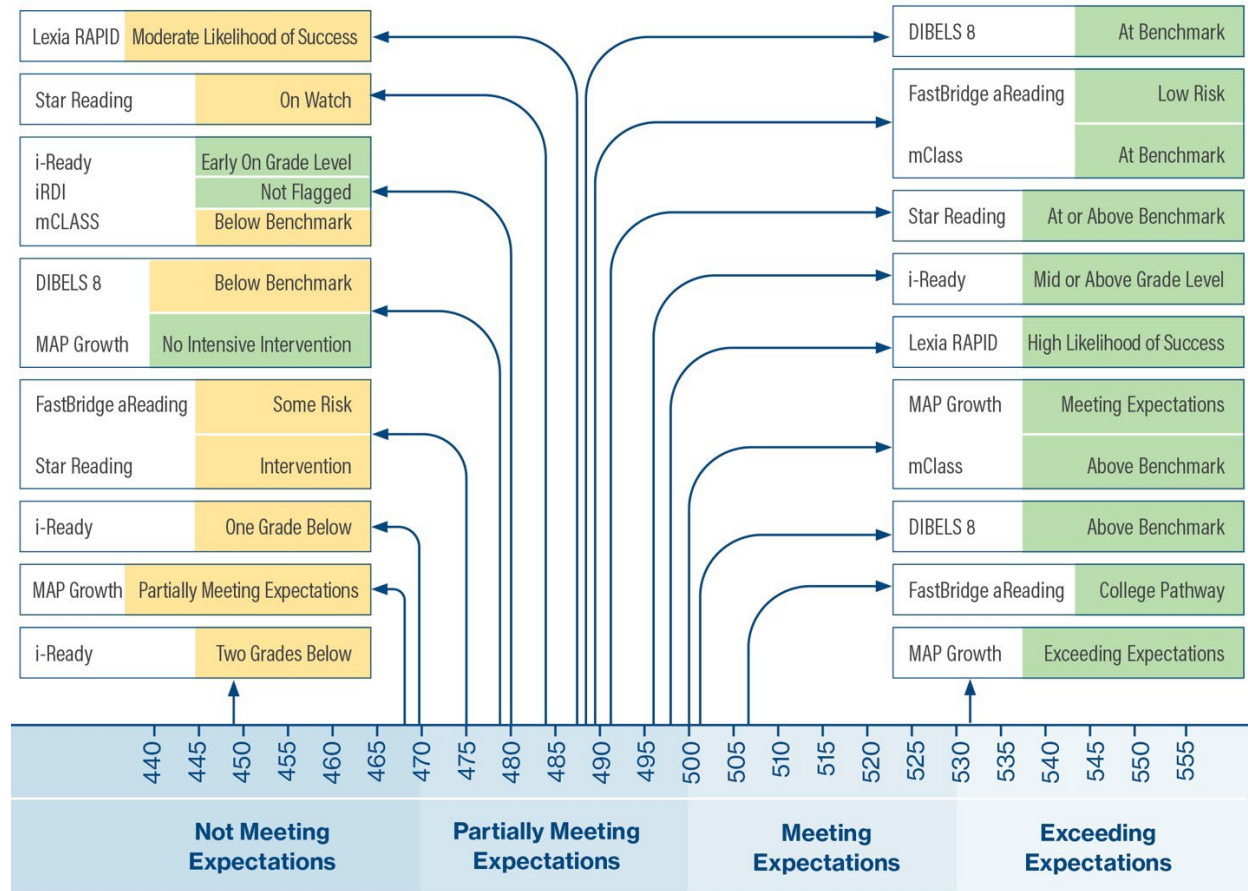 Lexia RAPID Moderate Likelihood of Success
Star Reading On Watch
i-Ready Early On Grade Level
iRDI Not Flagged
mCLASS Below Benchmark
DIBELS 8 Below Benchmark
MAP Growth No Intensive Intervention
FastBridge aReading Some Risk
Star Reading Intervention
i-Ready One Grade Below
MAP Growth Partially Meeting Expectations
i-Ready Two Grades Below
DIBELS 8 At Benchmark
FastBridge aReading Low Risk
mClass At Benchmark
Star Reading At or Above Benchmark
i-Ready Mid or Above Grade Level
Lexia RAPID High Likelihood of Success
MAP Growth Meeting Expectations
mClass Above Benchmark
DIBELS 8 Above Benchmark
FastBridge aReading College Pathway
MAP Growth Exceeding Expectations
440 445 450 455 460 465 470 475 480 485 490 495 500 505 510 515 520 525 530 535 540 545 550 555
Not Meeting
Expectations
Partially Meeting
Expectations
Meeting
Expectations
Exceeding
Expectations